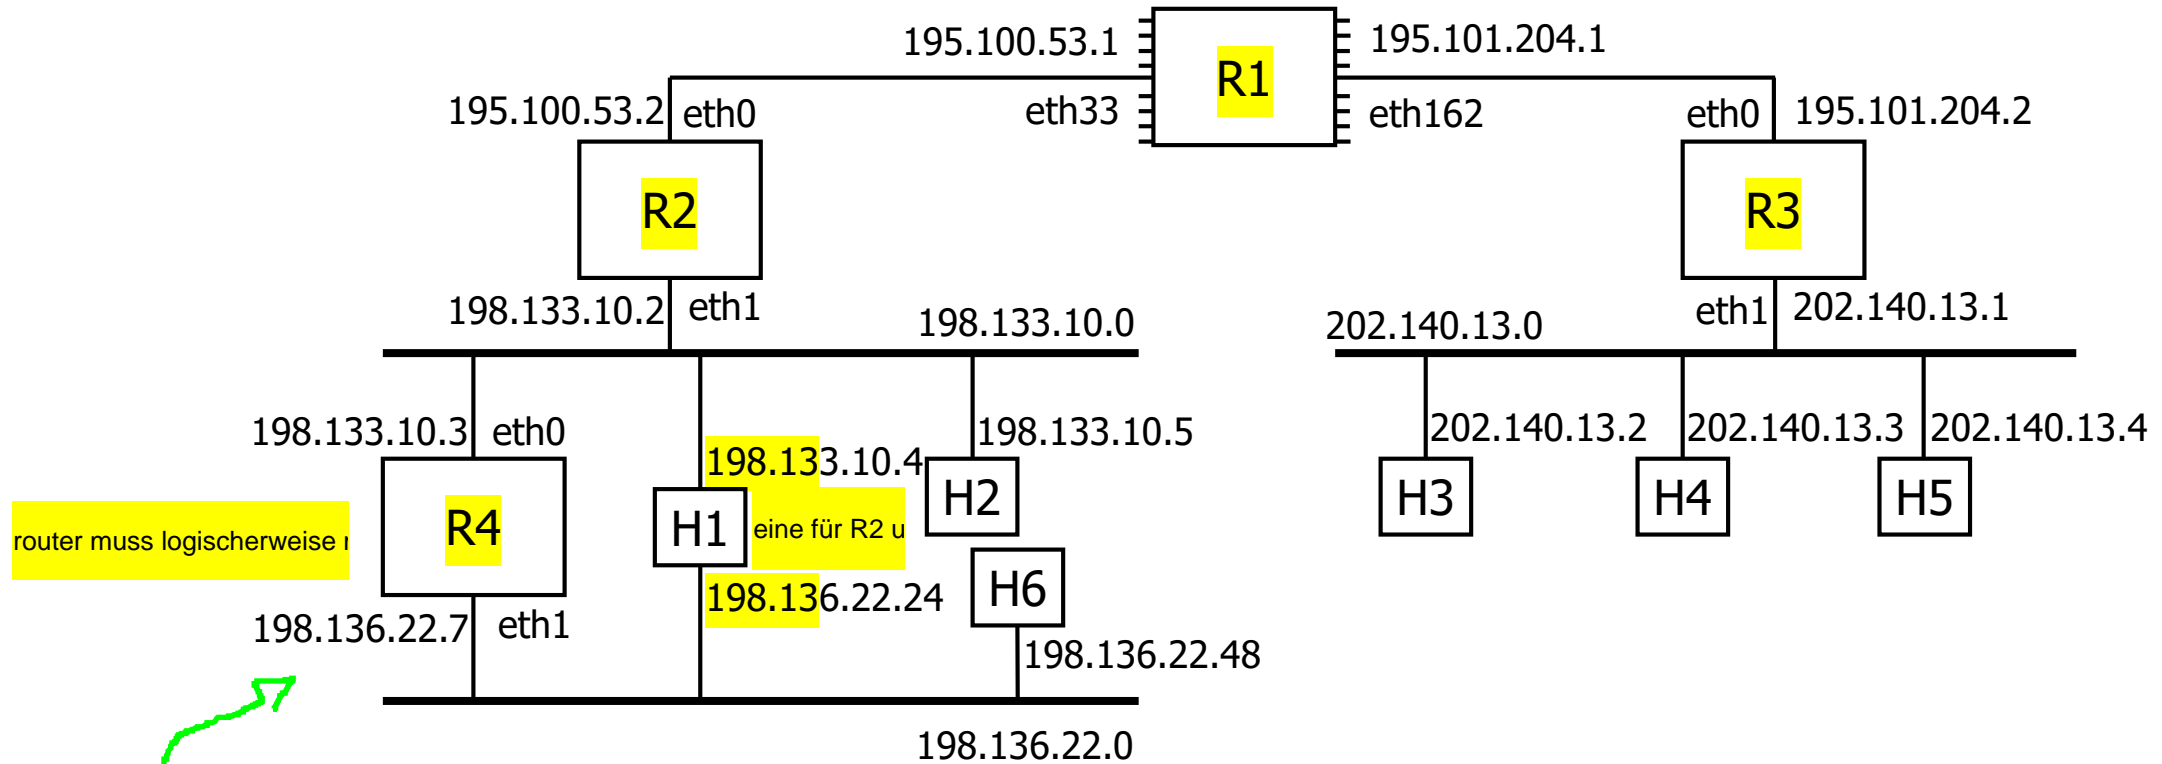 195.100.53.1
R1
195.101.204.1
195.100.53.2
eth0
eth33
eth162
eth0
195.101.204.2
R2
R3
198.133.10.2
eth1
198.133.10.0
202.140.13.0
eth1
202.140.13.1
198.133.10.3
eth0
198.133.10.4
198.133.10.5
202.140.13.2
202.140.13.3
202.140.13.4
router muss logischerweise
R4
H1
eine für R2 u
H2
H3
H4
H5
198.136.22.7
eth1
198.136.22.24
H6
198.136.22.48
198.136.22.0